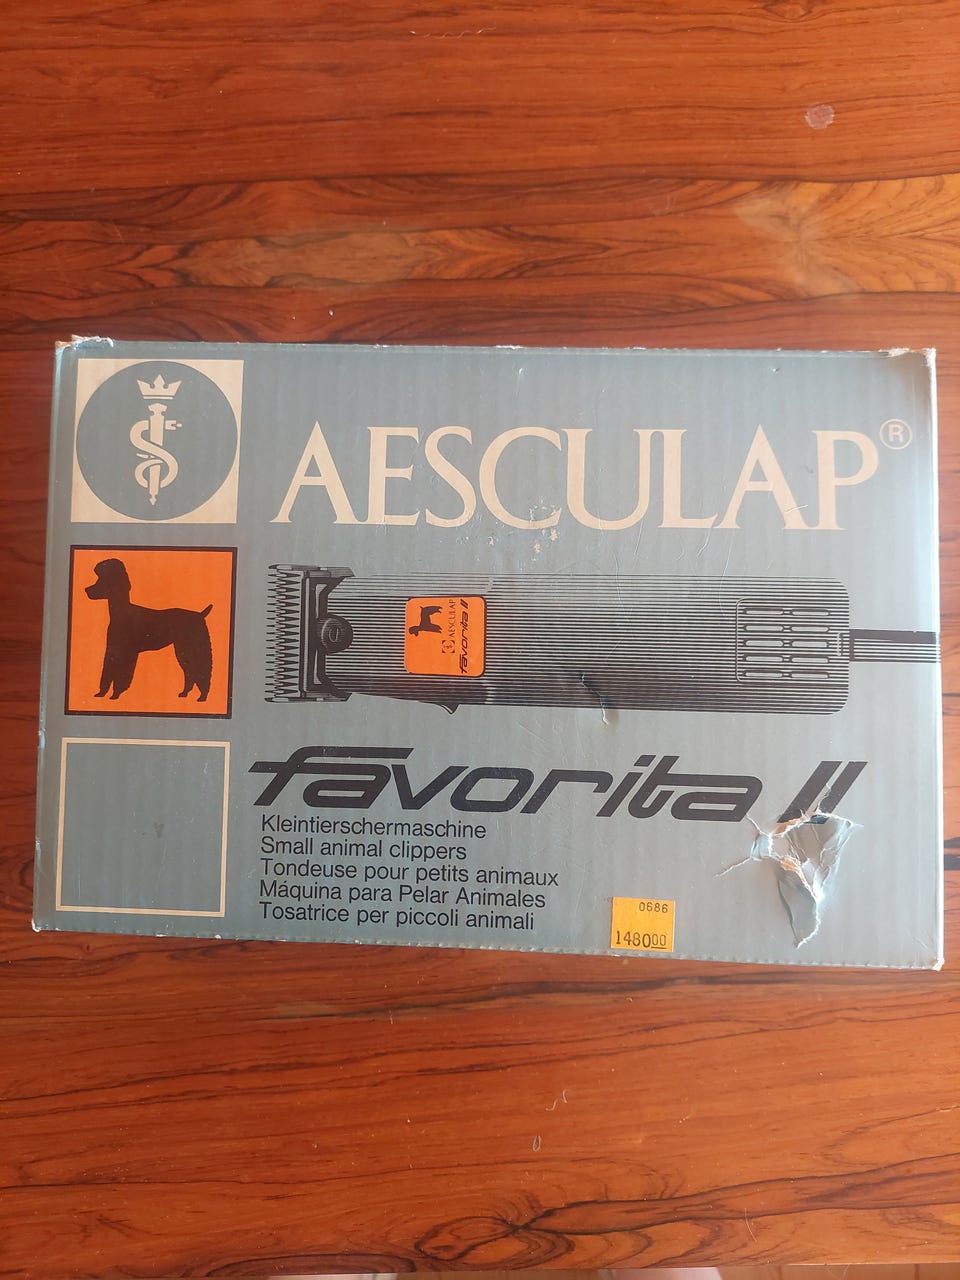 AESCULAP®
AESCULAP
favorita II
favorita II
Kleintierschermaschine
Small animal clippers
Tondeuse pour petits animaux
Máquina para Pelar Animales
Tosatrice per piccoli animali
0686
148000